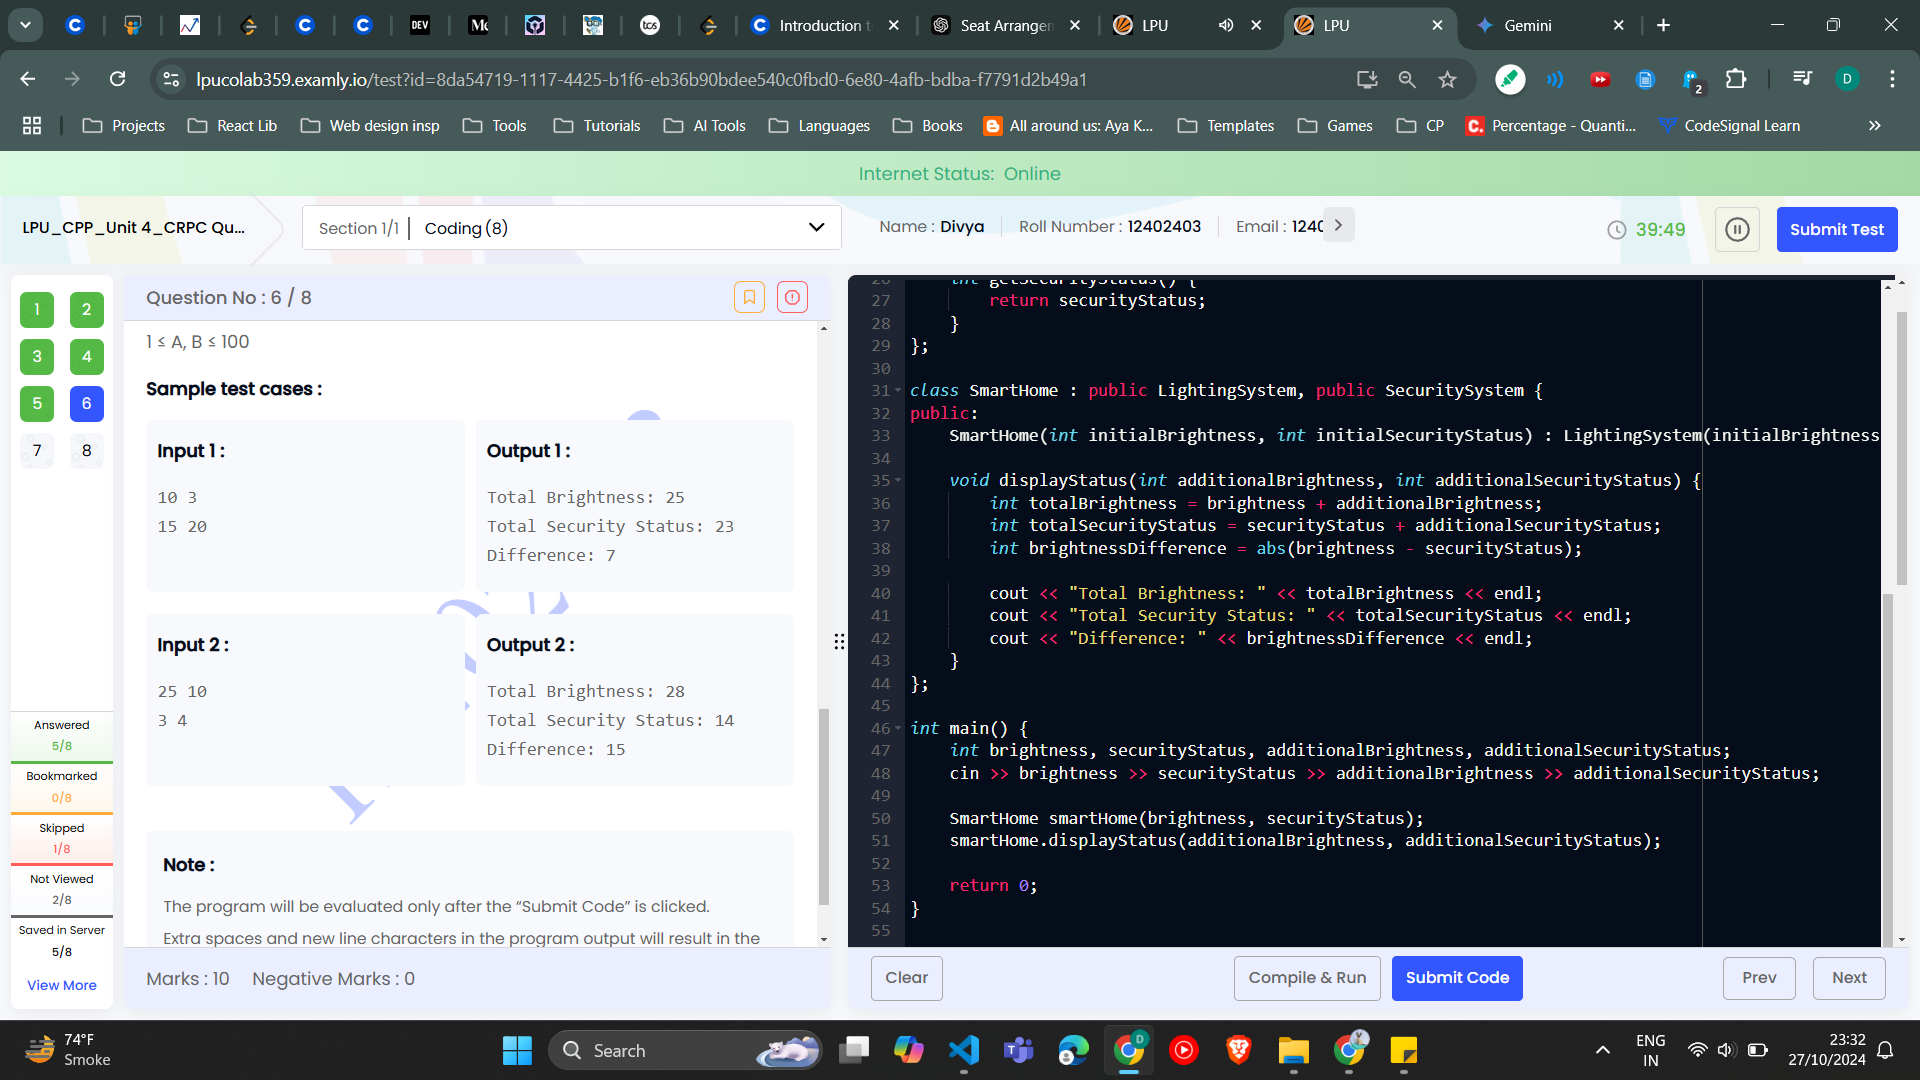 Introduction t
Seat Arranger
LPU
LPU
Gemini
lpucolab359.examly.io/test?id=8da54719-1117-4425-b1f6-eb36b90bdee540c0fbd0-6e80-4afb-bdba-f7791d2b49a1
D
2
Projects
React Lib
Web design insp
Tools
Tutorials
AI Tools
Languages
Books
All around us: Aya K...
Templates
Games
CP
Percentage - Quanti...
CodeSignal Learn
Internet Status: Online
LPU_CPP_Unit 4_CRPC Qu...
Section 1/1 | Coding (8)
Name : Divya
Roll Number : 12402403
Email : 1240
39:49
Submit Test
1 2
3 4
5 6
7 8
Answered
5/8
Bookmarked
0/8
Skipped
1/8
Not Viewed
2/8
Saved in Server
5/8
View More
Question No : 6 / 8
1 ≤ A, B ≤ 100
Sample test cases :
Input 1 :
10 3
15 20
Output 1 :
Total Brightness: 25
Total Security Status: 23
Difference: 7
Input 2 :
25 10
3 4
Output 2 :
Total Brightness: 28
Total Security Status: 14
Difference: 15
Note :
The program will be evaluated only after the “Submit Code” is clicked.
Extra spaces and new line characters in the program output will result in the
Marks : 10 Negative Marks : 0
26 int getSecurityStatus() {
27 return securityStatus;
28 }
29 };
30
31 class SmartHome : public LightingSystem, public SecuritySystem {
32 public:
33 SmartHome(int initialBrightness, int initialSecurityStatus) : LightingSystem(initialBrightness
34
35 void displayStatus(int additionalBrightness, int additionalSecurityStatus) {
36 int totalBrightness = brightness + additionalBrightness;
37 int totalSecurityStatus = securityStatus + additionalSecurityStatus;
38 int brightnessDifference = abs(brightness - securityStatus);
39
40 cout << "Total Brightness: " << totalBrightness << endl;
41 cout << "Total Security Status: " << totalSecurityStatus << endl;
42 cout << "Difference: " << brightnessDifference << endl;
43 }
44 };
45
46 int main() {
47 int brightness, securityStatus, additionalBrightness, additionalSecurityStatus;
48 cin >> brightness >> securityStatus >> additionalBrightness >> additionalSecurityStatus;
49
50 SmartHome smartHome(brightness, securityStatus);
51 smartHome.displayStatus(additionalBrightness, additionalSecurityStatus);
52
53 return 0;
54 }
55
Clear
Compile & Run
Submit Code
Prev
Next
74°F
Smoke
Search
ENG
IN
23:32
27/10/2024